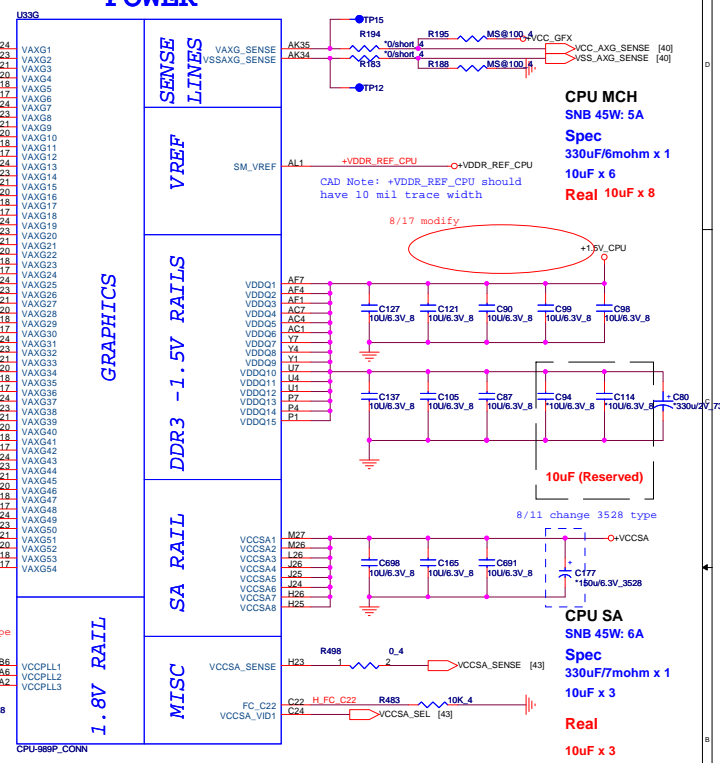 POWER
U33G
VAXG1
VAXG2
VAXG3
VAXG4
VAXG5
VAXG6
VAXG7
VAXG8
VAXG9
VAXG10
VAXG11
VAXG12
VAXG13
VAXG14
VAXG15
VAXG16
VAXG17
VAXG18
VAXG19
VAXG20
VAXG21
VAXG22
VAXG23
VAXG24
VAXG25
VAXG26
VAXG27
VAXG28
VAXG29
VAXG30
VAXG31
VAXG32
VAXG33
VAXG34
VAXG35
VAXG36
VAXG37
VAXG38
VAXG39
VAXG40
VAXG41
VAXG42
VAXG43
VAXG44
VAXG45
VAXG46
VAXG47
VAXG48
VAXG49
VAXG50
VAXG51
VAXG52
VAXG53
VAXG54
GRAPHICS
VCCPLL1
VCCPLL2
VCCPLL3
1.8V RAIL
CPU-989P_CONN
SENSE
LINES
VAXG_SENSE AK35
VSSAXG_SENSE AK34
TP15
R194
*0/short_4
*0/short_4
R183
TP12
R195 MS@100_4
R188 MS@100_4
+VCC_GFX
VCC_AXG_SENSE [40]
VSS_AXG_SENSE [40]
VREF
SM_VREF AL1 +VDDR_REF_CPU
+VDDR_REF_CPU
CAD Note: +VDDR_REF_CPU should
have 10 mil trace width
CPU MCH
SNB 45W: 5A
Spec
330uF/6mohm x 1
10uF x 6
Real 10uF x 8
8/17 modify
+1.5V_CPU
DDR3 -1.5V RAILS
VDDQ1 AF7
VDDQ2 AF4
VDDQ3 AF1
VDDQ4 AC7
VDDQ5 AC4
VDDQ6 AC1
VDDQ7 Y7
VDDQ8 Y4
VDDQ9 Y1
VDDQ10 U7
VDDQ11 U4
VDDQ12 U1
VDDQ13 P7
VDDQ14 P4
VDDQ15 P1
C127
10U/6.3V_8
C121
10U/6.3V_8
C90
10U/6.3V_8
C99
10U/6.3V_8
C98
10U/6.3V_8
C137
10U/6.3V_8
C105
10U/6.3V_8
C87
10U/6.3V_8
C94
*10U/6.3V_8
C114
*10U/6.3V_8
C80
10uF (Reserved)
8/11 change 3528 type
SA RAIL
VCCSA1 M27
VCCSA2 M26
VCCSA3 L26
VCCSA4 J26
VCCSA5 J25
VCCSA6 J24
VCCSA7 H26
VCCSA8 H25
+VCCSA
C698
10U/6.3V_8
C165
10U/6.3V_8
C691
10U/6.3V_8
C177
*150u/6.3V_3528
CPU SA
SNB 45W: 6A
Spec
330uF/7mohm x 1
10uF x 3
Real
10uF x 3
MISC
VCCSA_SENSE H23
R498 0_4
1 2
VCCSA_SENSE [43]
FC_C22 C22 H_FC_C22
R483 10K_4
VCCSA_VID1 C24
VCCSA_SEL [43]
D
B